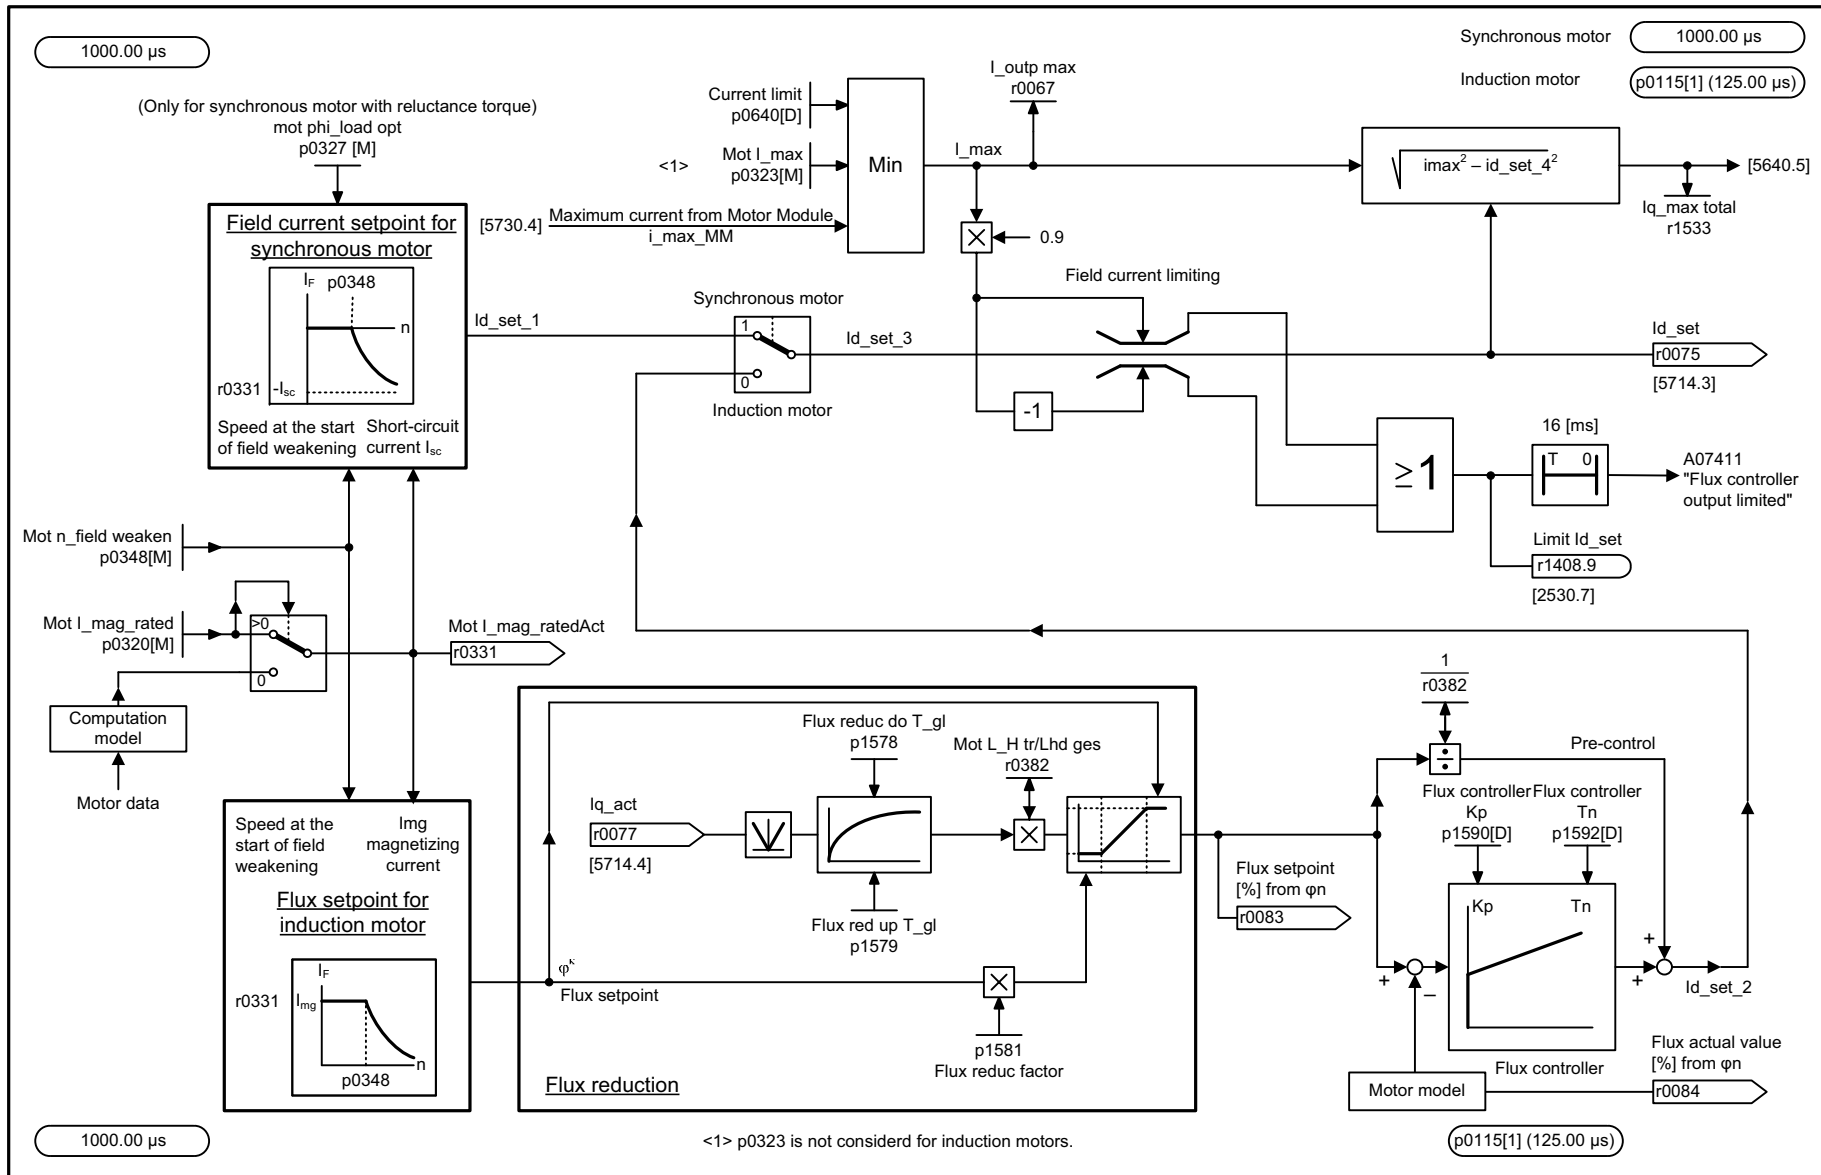 1000.00 µs
Synchronous motor
1000.00 µs
Induction motor
p0115[1] (125.00 µs)
(Only for synchronous motor with reluctance torque)
mot phi_load opt
p0327 [M]
Current limit
p0640[D]
<1>
Mot I_max
p0323[M]
[5730.4]
Maximum current from Motor Module
i_max_MM
Min
I_outp max
r0067
I_max
0.9
√ imax² – id_set_4²
[5640.5]
Iq_max total
r1533
Field current setpoint for
synchronous motor
I_F
p0348
n
r0331
-I_sc
Speed at the start
of field weakening
Short-circuit
current I_sc
Id_set_1
Synchronous motor
1
0
Induction motor
Id_set_3
Field current limiting
-1
Id_set
r0075
[5714.3]
≥1
16 [ms]
T 0
A07411
"Flux controller
output limited"
Limit Id_set
r1408.9
[2530.7]
Mot n_field weaken
p0348[M]
Mot I_mag_rated
p0320[M]
>0
0
Mot I_mag_ratedAct
r0331
Computation
model
Motor data
Speed at the
start of field
weakening
Img
magnetizing
current
Flux setpoint for
induction motor
I_F
r0331
I_mg
n
p0348
Flux reduc do T_gl
p1578
Mot L_H tr/Lhd ges
r0382
Iq_act
r0077
[5714.4]
Flux red up T_gl
p1579
φᴷ
Flux setpoint
p1581
Flux reduc factor
Flux reduction
1
r0382
÷
Pre-control
Flux controller
Kp
p1590[D]
Flux controller
Tn
p1592[D]
Flux setpoint
[%] from φn
r0083
Kp
Tn
+
–
+
+
Id_set_2
Flux controller
Motor model
Flux actual value
[%] from φn
r0084
1000.00 µs
<1> p0323 is not considerd for induction motors.
p0115[1] (125.00 µs)